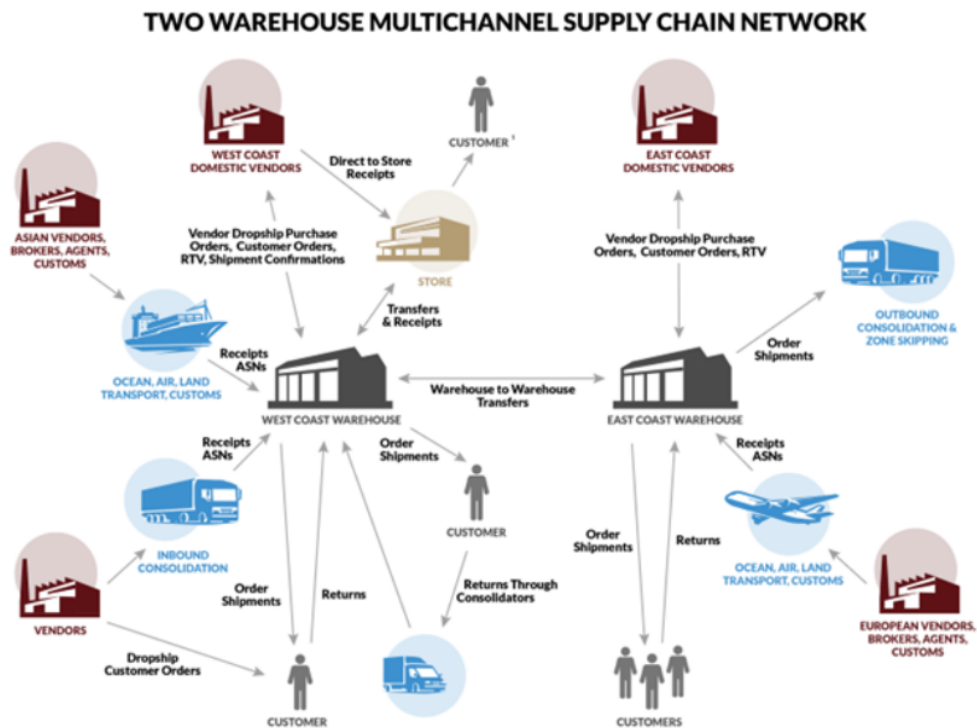 TWO WAREHOUSE MULTICHANNEL SUPPLY CHAIN NETWORK
WEST COAST
DOMESTIC VENDORS
CUSTOMER ¹
EAST COAST
DOMESTIC VENDORS
Direct to Store
Receipts
ASIAN VENDORS,
BROKERS, AGENTS,
CUSTOMS
Vendor Dropship Purchase
Orders, Customer Orders,
RTV, Shipment Confirmations
STORE
Vendor Dropship Purchase
Orders, Customer Orders, RTV
OUTBOUND
CONSOLIDATION &
ZONE SKIPPING
Transfers
& Receipts
Order
Shipments
Receipts
ASNs
OCEAN, AIR, LAND
TRANSPORT, CUSTOMS
Warehouse to Warehouse
Transfers
WEST COAST WAREHOUSE
EAST COAST WAREHOUSE
Receipts
ASNs
Order
Shipments
Receipts
ASNs
CUSTOMER
INBOUND
CONSOLIDATION
Order
Shipments
Returns
Returns Through
Consolidators
Order
Shipments
Returns
OCEAN, AIR, LAND
TRANSPORT, CUSTOMS
VENDORS
EUROPEAN VENDORS,
BROKERS, AGENTS,
CUSTOMS
Dropship
Customer Orders
CUSTOMER
CUSTOMERS